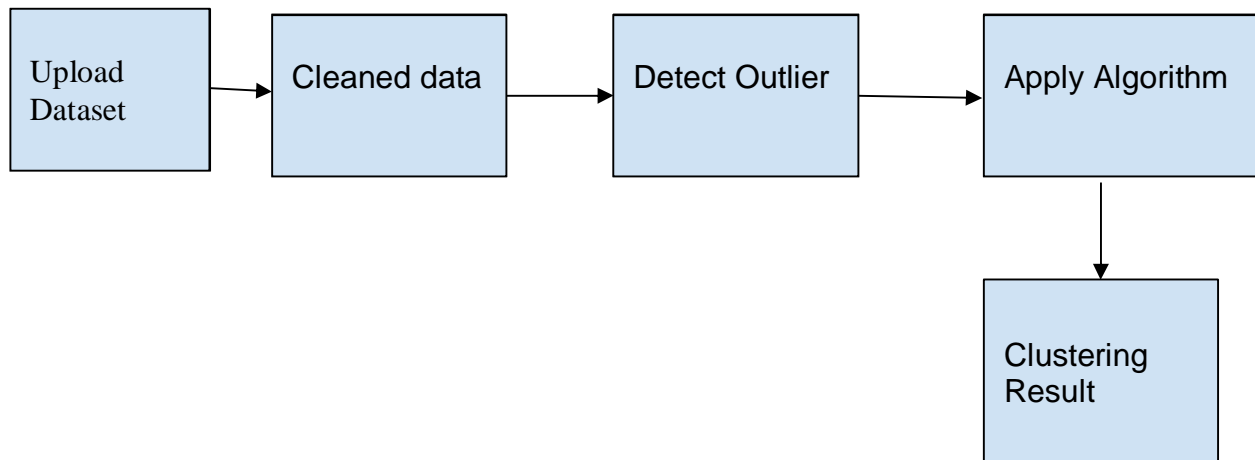 Upload
Dataset
Cleaned data
Detect Outlier
Apply Algorithm
Clustering
Result